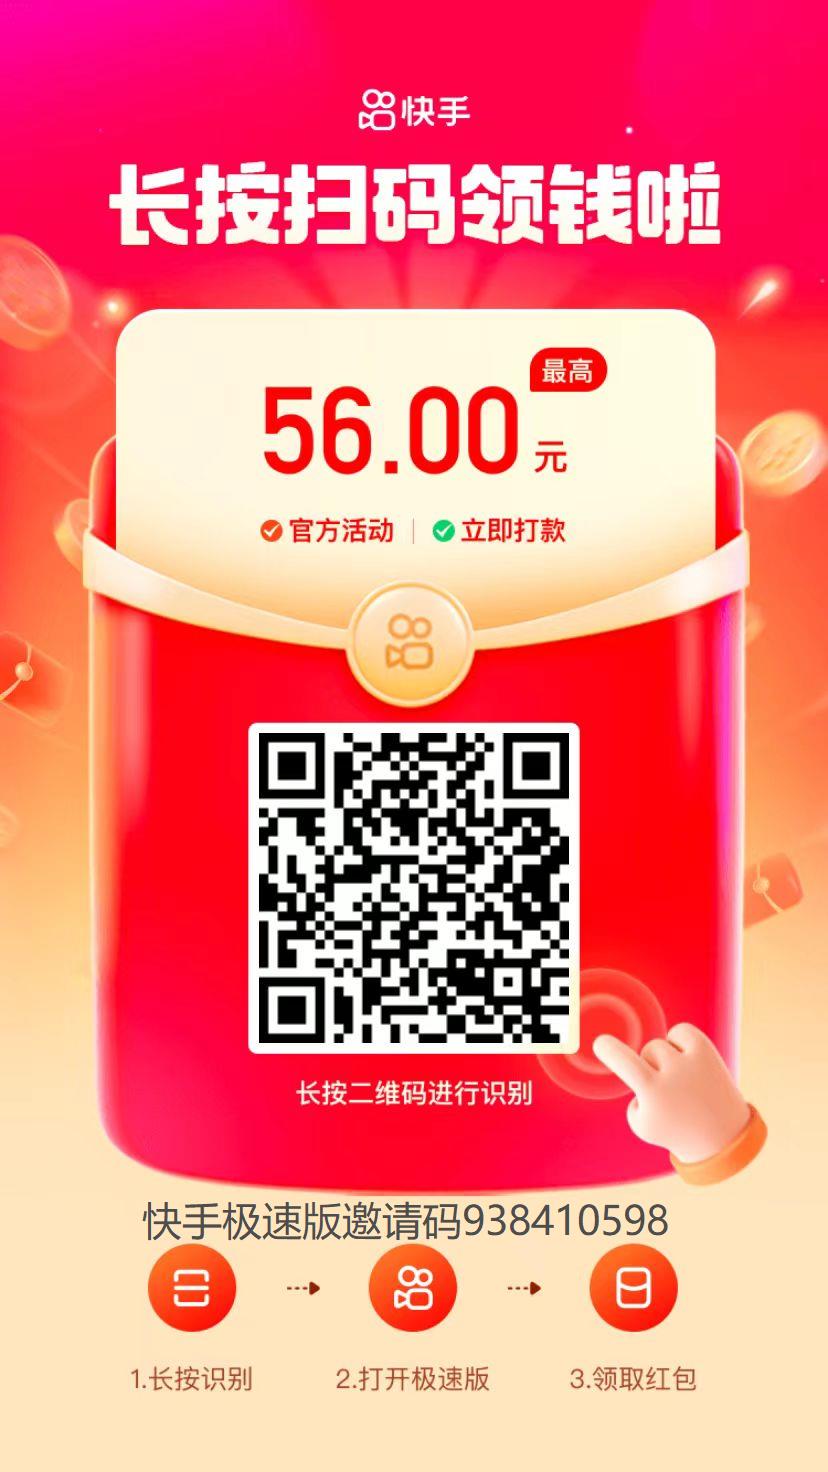 快手
长按扫码领钱啦
最高
56.00元
官方活动 | 立即打款
长按二维码进行识别
快手极速版邀请码938410598
1.长按识别 2.打开极速版 3.领取红包